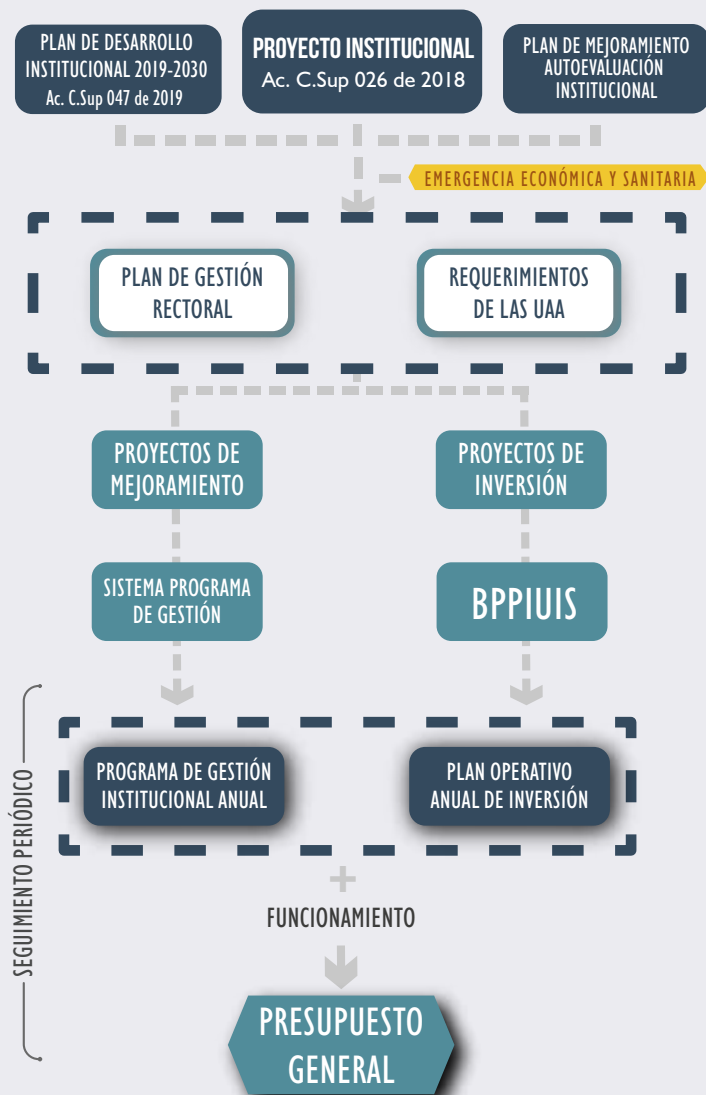 PLAN DE DESARROLLO
INSTITUCIONAL 2019-2030
Ac. C.Sup 047 de 2019
PROYECTO INSTITUCIONAL
Ac. C.Sup 026 de 2018
PLAN DE MEJORAMIENTO
AUTOEVALUACIÓN
INSTITUCIONAL
EMERGENCIA ECONÓMICA Y SANITARIA
PLAN DE GESTIÓN
RECTORAL
REQUERIMIENTOS
DE LAS UAA
PROYECTOS DE
MEJORAMIENTO
PROYECTOS DE
INVERSIÓN
SISTEMA PROGRAMA
DE GESTIÓN
BPPIUIS
SEGUIMIENTO PERIÓDICO
PROGRAMA DE GESTIÓN
INSTITUCIONAL ANUAL
PLAN OPERATIVO
ANUAL DE INVERSIÓN
+
FUNCIONAMIENTO
PRESUPUESTO
GENERAL